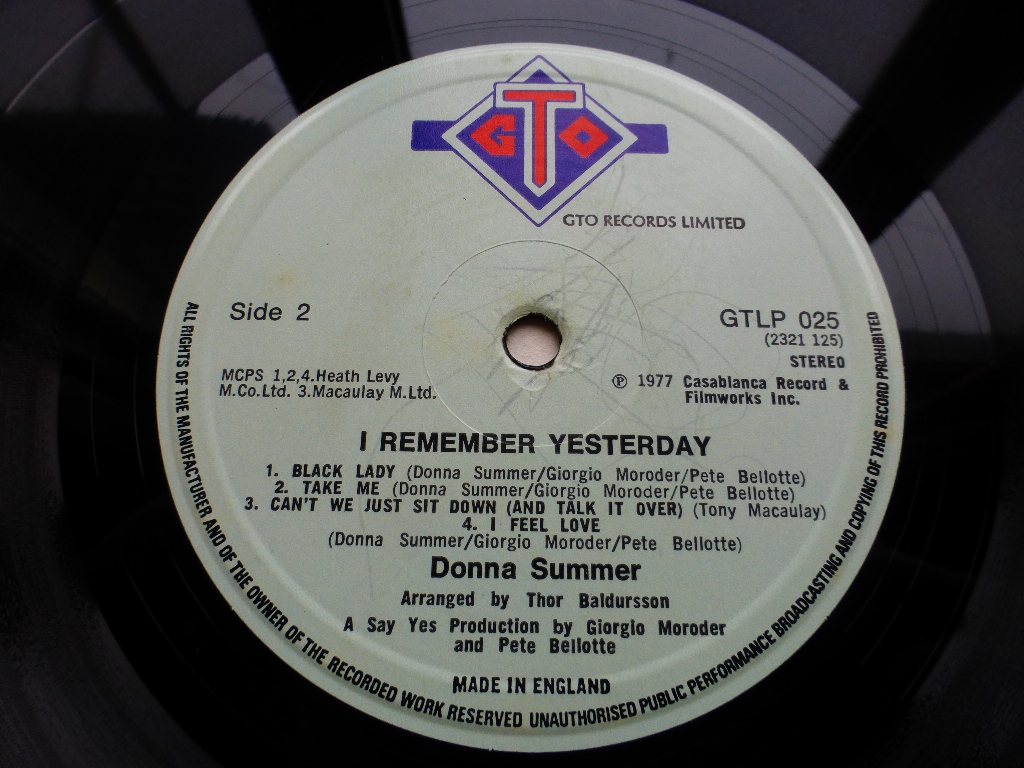 GTO
GTO RECORDS LIMITED
Side 2
GTLP 025
(2321 125)
STEREO
MCPS 1,2,4.Heath Levy
M.Co.Ltd. 3.Macaulay M.Ltd.
℗ 1977 Casablanca Record &
Filmworks Inc.
I REMEMBER YESTERDAY
1. BLACK LADY (Donna Summer/Giorgio Moroder/Pete Bellotte)
2. TAKE ME (Donna Summer/Giorgio Moroder/Pete Bellotte)
3. CAN'T WE JUST SIT DOWN (AND TALK IT OVER) (Tony Macaulay)
4. I FEEL LOVE
(Donna Summer/Giorgio Moroder/Pete Bellotte)
Donna Summer
Arranged by Thor Baldursson
A Say Yes Production by Giorgio Moroder
and Pete Bellotte
MADE IN ENGLAND
ALL RIGHTS OF THE MANUFACTURER AND OF THE OWNER OF THE RECORDED WORK RESERVED UNAUTHORISED PUBLIC PERFORMANCE BROADCASTING AND COPYING OF THIS RECORD PROHIBITED